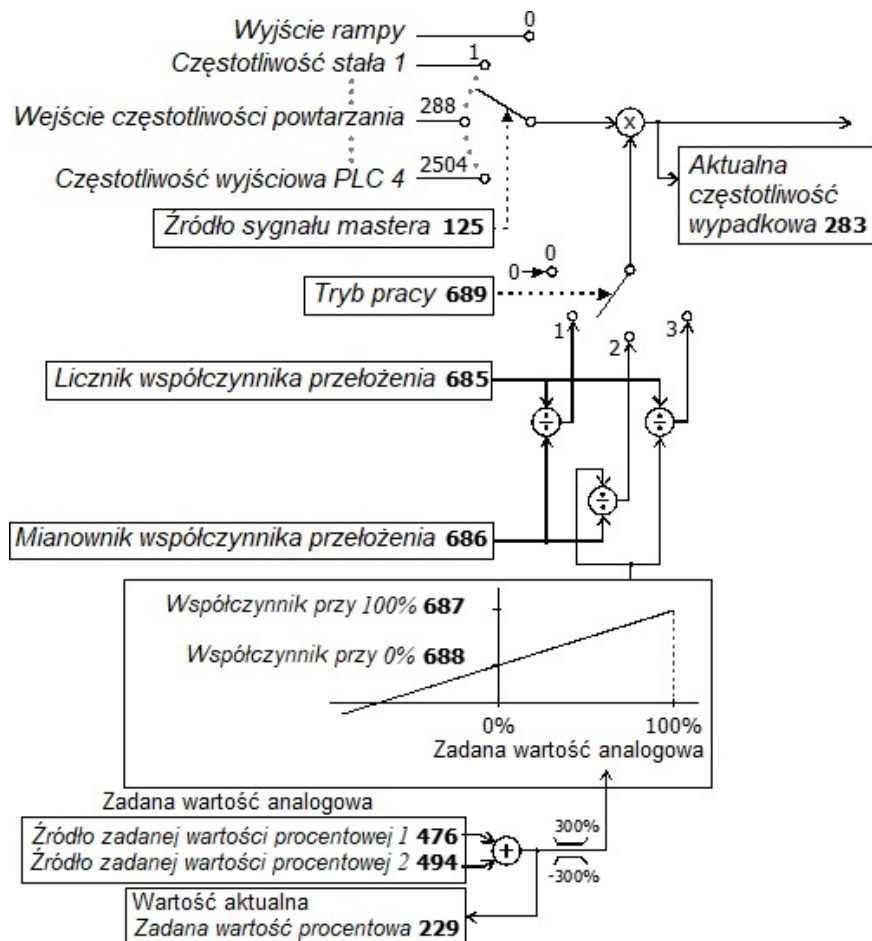 0
Wyjście rampy
Częstotliwość stała 1
1
Wejście częstotliwości powtarzania
288
Częstotliwość wyjściowa PLC 4
2504
x
Aktualna
częstotliwość
wypadkowa 283
Źródło sygnału mastera 125
0
0
Tryb pracy 689
1
2
3
Licznik współczynnika przełożenia 685
÷
÷
÷
Mianownik współczynnika przełożenia 686
Współczynnik przy 100% 687
Współczynnik przy 0% 688
0%
100%
Zadana wartość analogowa
Zadana wartość analogowa
Źródło zadanej wartości procentowej 1 476
Źródło zadanej wartości procentowej 2 494
+
300%
-300%
Wartość aktualna
Zadana wartość procentowa 229